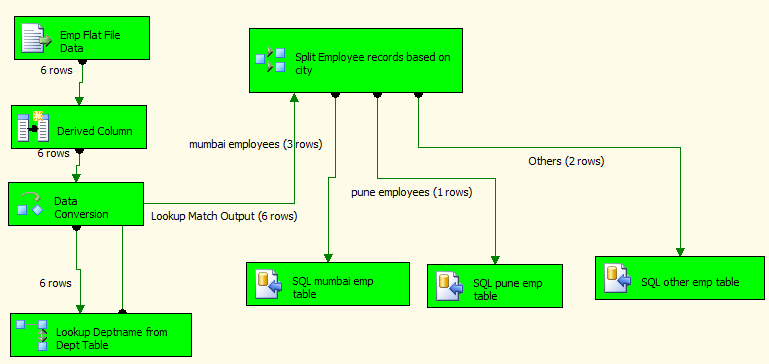 Emp Flat File
Data
6 rows
Derived Column
6 rows
Data
Conversion
6 rows
Lookup Deptname from
Dept Table
Lookup Match Output (6 rows)
Split Employee records based on
city
mumbai employees (3 rows)
pune employees (1 rows)
Others (2 rows)
SQL mumbai emp
table
SQL pune emp
table
SQL other emp table